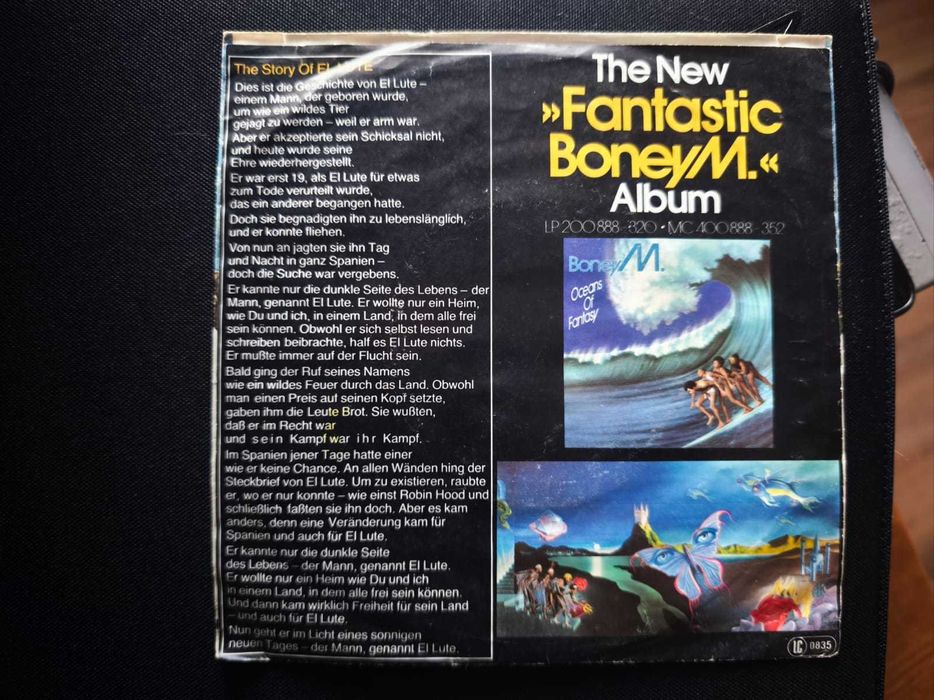 The Story Of EL LUTE
Dies ist die Geschichte von El Lute –
einem Mann, der geboren wurde,
um wie ein wildes Tier
gejagt zu werden – weil er arm war.
Aber er akzeptierte sein Schicksal nicht,
und heute wurde seine
Ehre wiederhergestellt.
Er war erst 19, als El Lute für etwas
zum Tode verurteilt wurde,
das ein anderer begangen hatte.
Doch sie begnadigten ihn zu lebenslänglich,
und er konnte fliehen.
Von nun an jagten sie ihn Tag
und Nacht in ganz Spanien –
doch die Suche war vergebens.
Er kannte nur die dunkle Seite des Lebens – der
Mann, genannt El Lute. Er wollte nur ein Heim,
wie Du und ich, in einem Land, in dem alle frei
sein können. Obwohl er sich selbst lesen und
schreiben beibrachte, half es El Lute nichts.
Er mußte immer auf der Flucht sein.
Bald ging der Ruf seines Namens
wie ein wildes Feuer durch das Land. Obwohl
man einen Preis auf seinen Kopf setzte,
gaben ihm die Leute Brot. Sie wußten,
daß er im Recht war
und sein Kampf war ihr Kampf.
Im Spanien jener Tage hatte einer
wie er keine Chance. An allen Wänden hing der
Steckbrief von El Lute. Um zu existieren, raubte
er, wo er nur konnte – wie einst Robin Hood und
schließlich faßten sie ihn doch. Aber es kam
anders, denn eine Veränderung kam für
Spanien und auch für El Lute.
Er kannte nur die dunkle Seite
des Lebens – der Mann, genannt El Lute.
Er wollte nur ein Heim wie Du und ich
in einem Land, in dem alle frei sein können.
Und dann kam wirklich Freiheit für sein Land
– und auch für El Lute.
Nun geht er im Licht eines sonnigen
neuen Tages – der Mann, genannt El Lute.
The New
»Fantastic
Boney M.«
Album
LP 200 888 - 320 • MC 400 888 - 352
Boney M.
Oceans
Of
Fantasy
LC 0835